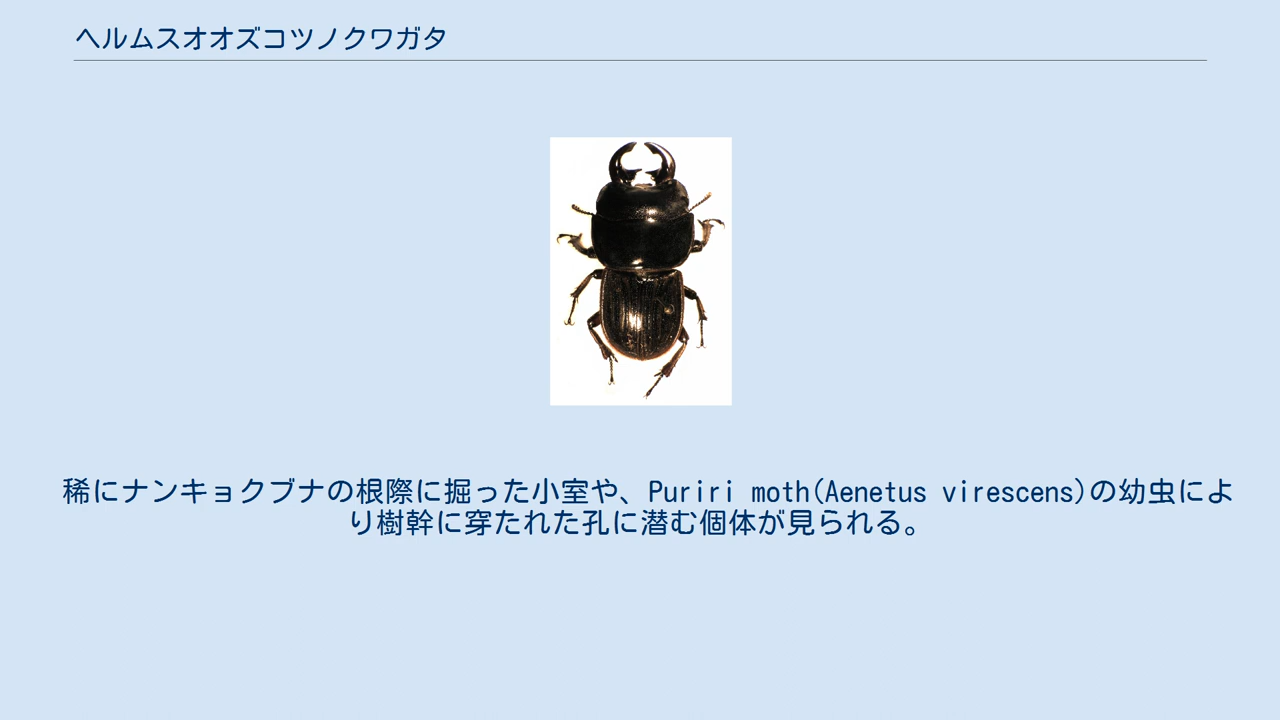 ヘルムスオオズコツノクワガタ
稀にナンキョクブナの根際に掘った小室や、Puriri moth(Aenetus virescens)の幼虫によ
り樹幹に穿たれた孔に潜む個体が見られる。